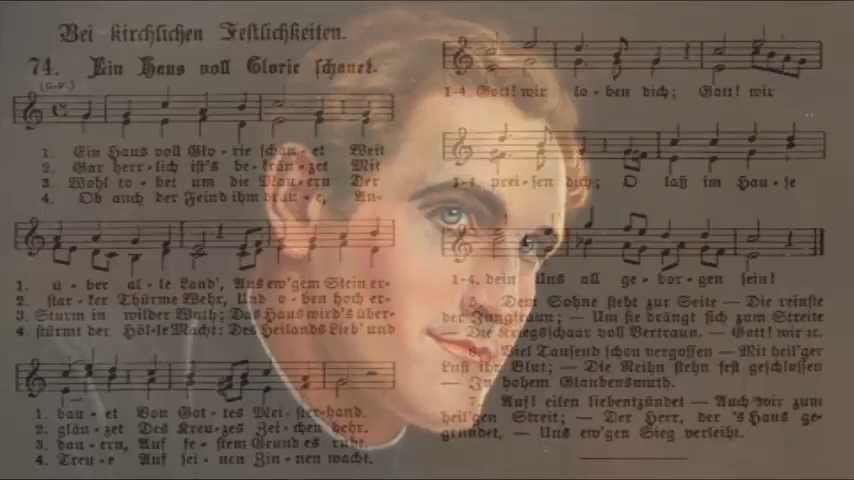 Bei kirchlichen Festlichkeiten.
74. Ein Haus voll Glorie schauet.
1. Ein Haus voll Glo-rie schau-et Weit
2. Gar herr-lich ist's be-krän-zet Mit
3. Wohl to-bet um die Mau-ern Der
4. Ob auch der Feind ihm dräu-e, An-
1. ü-ber al-le Land', Aus ew'gem Stein er-
2. star-ker Thürme Wehr, Und o-ben hoch er-
3. Sturm in wilder Wuth; Das Haus wird's über-
4. stürmt der Höl-le Macht: Des Heilands Lieb' und
1. bau-et Von Got-tes Mei-ster-hand.
2. glän-zet Des Kreu-zes Zei-chen hehr.
3. dau-ern, Auf fe-stem Grund es ruht.
4. Treu-e Auf sei-nen Zin-nen wacht.
1-4. Gott! wir lo-ben dich; Gott! wir
1-4 prei-sen dich; O laß im Hau-se
1-4. dein Uns all ge-bor-gen sein!
5. Dem Sohne steht zur Seite — Die reinste
der Jungfraun; — Um sie drängt sich zum Streite
— Die Kriegsschaar voll Vertraun. — Gott! wir ꝛc.
6. Viel Tausend schon vergossen — Mit heil'ger
Lust ihr Blut; — Die Reihn stehn fest geschlossen
— In hohem Glaubensmuth.
7. Auf! eilen liebentzündet — Auch wir zum
heil'gen Streit; — Der Herr, der 's Haus ge-
gründet, — Uns ew'gen Sieg verleiht.